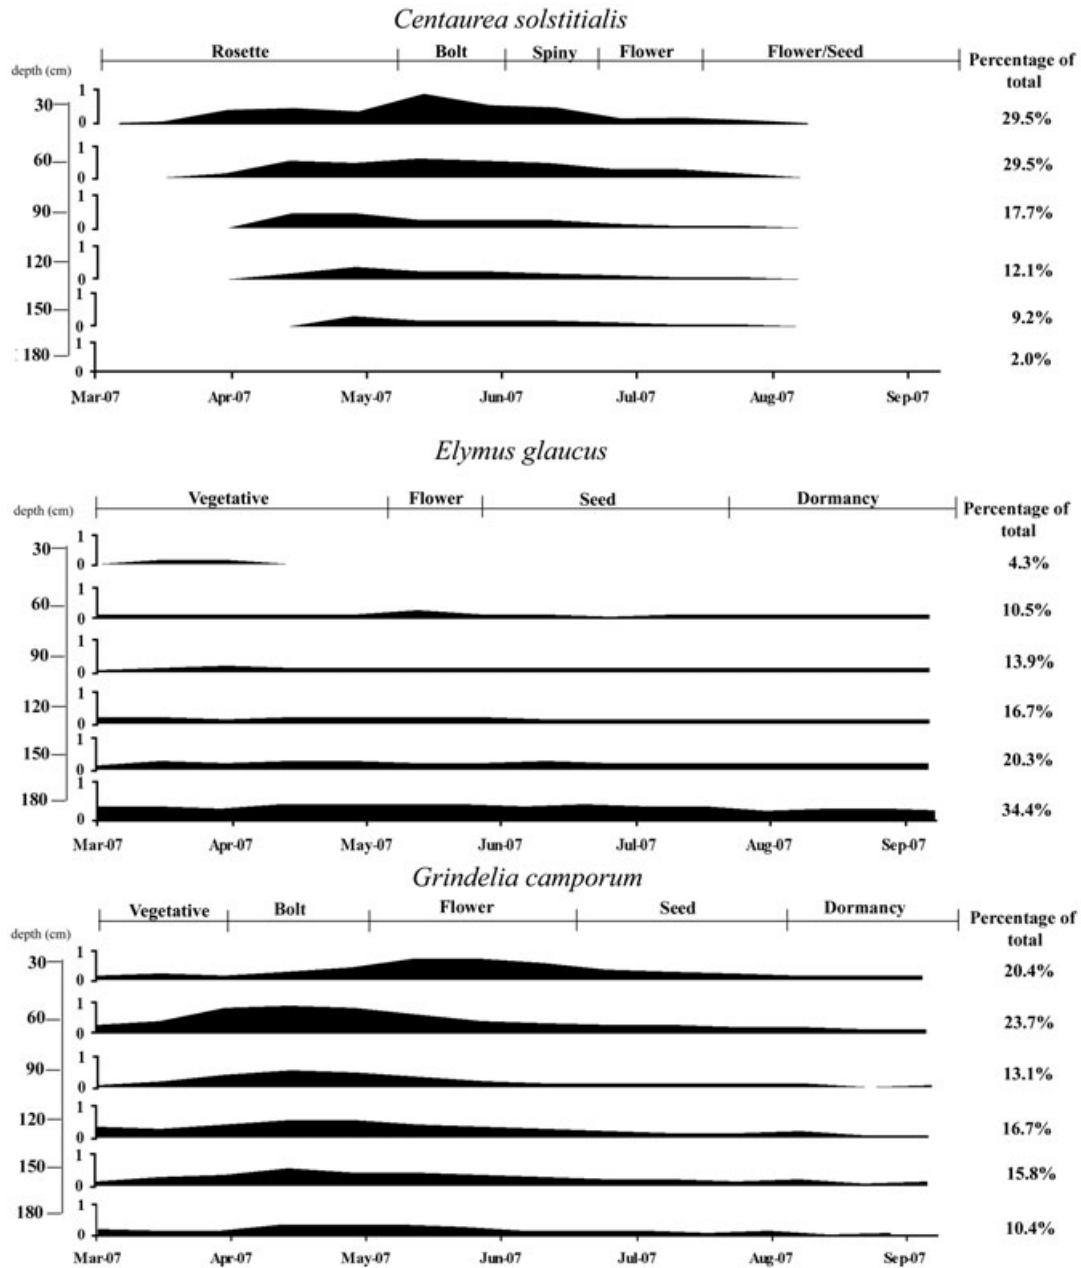 Centaurea solstitialis
Rosette Bolt Spiny Flower Flower/Seed
Percentage of
total
depth (cm)
30 1 0 29.5%
60 1 0 29.5%
90 1 0 17.7%
120 1 0 12.1%
150 1 0 9.2%
180 1 0 2.0%
Mar-07 Apr-07 May-07 Jun-07 Jul-07 Aug-07 Sep-07
Elymus glaucus
Vegetative Flower Seed Dormancy
Percentage of
total
depth (cm)
30 1 0 4.3%
60 1 0 10.5%
90 1 0 13.9%
120 1 0 16.7%
150 1 0 20.3%
180 1 0 34.4%
Mar-07 Apr-07 May-07 Jun-07 Jul-07 Aug-07 Sep-07
Grindelia camporum
Vegetative Bolt Flower Seed Dormancy
Percentage of
total
depth (cm)
30 1 0 20.4%
60 1 0 23.7%
90 1 0 13.1%
120 1 0 16.7%
150 1 0 15.8%
180 1 0 10.4%
Mar-07 Apr-07 May-07 Jun-07 Jul-07 Aug-07 Sep-07